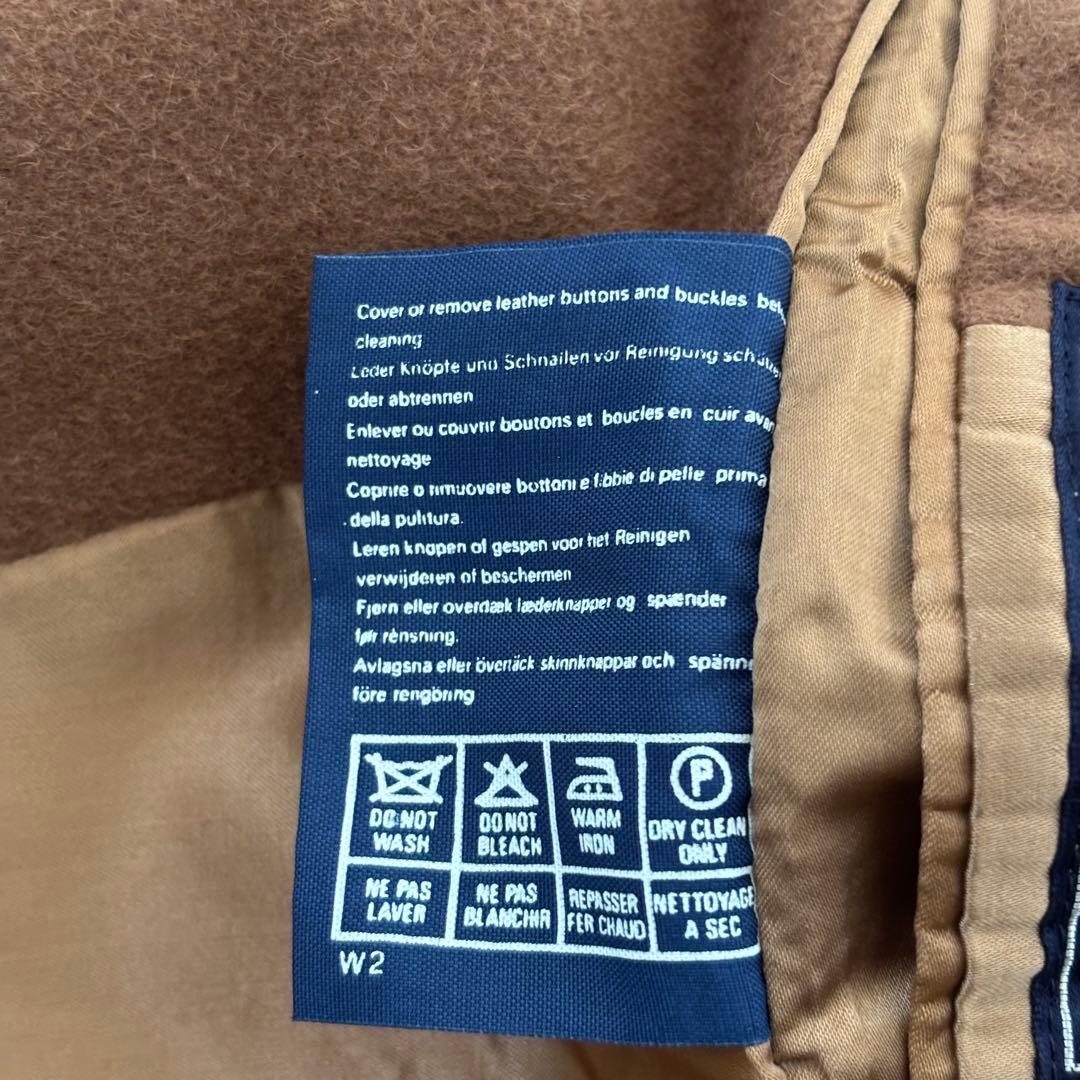 Cover or remove leather buttons and buckles
cleaning
Leder Knöpfe und Schnallen vor Reinigung
oder abtrennen
Enlever ou couvrir boutons et boucles en cuir
nettoyage
Coprire o rimuovere bottoni e fibbie di pelle prima
della pulitura.
Leren knopen of gespen voor het Reinigen
verwijderen of beschermen
Fjern eller overdæk læderknapper og spænder
før rensning.
Avlagsna eller övertäck skinnknappar och
före rengöring
DO NOT WASH
DO NOT BLEACH
WARM IRON
P
DRY CLEAN ONLY
NE PAS LAVER
NE PAS BLANCHIR
REPASSER FER CHAUD
NETTOYAGE A SEC
W2